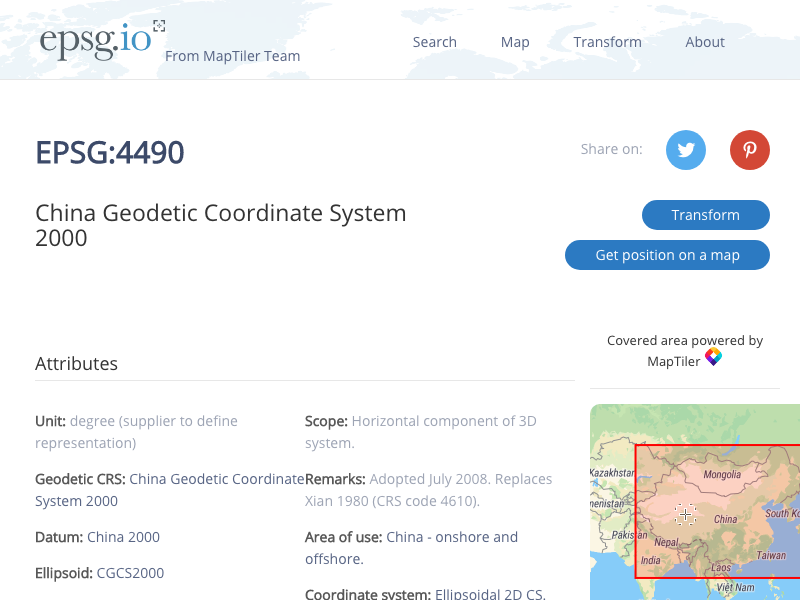 epsg.io
From MapTiler Team
Search
Map
Transform
About
EPSG:4490
Share on:
China Geodetic Coordinate System
2000
Transform
Get position on a map
Covered area powered by
MapTiler
Attributes
Unit: degree (supplier to define
representation)
Geodetic CRS: China Geodetic Coordinate
System 2000
Datum: China 2000
Ellipsoid: CGCS2000
Scope: Horizontal component of 3D
system.
Remarks: Adopted July 2008. Replaces
Xian 1980 (CRS code 4610).
Area of use: China - onshore and
offshore.
Coordinate system: Ellipsoidal 2D CS.
Kazakhstan
Mongolia
menistan
China
South Ko
Pakistan
Nepal
India
Taiwan
Laos
Việt Nam